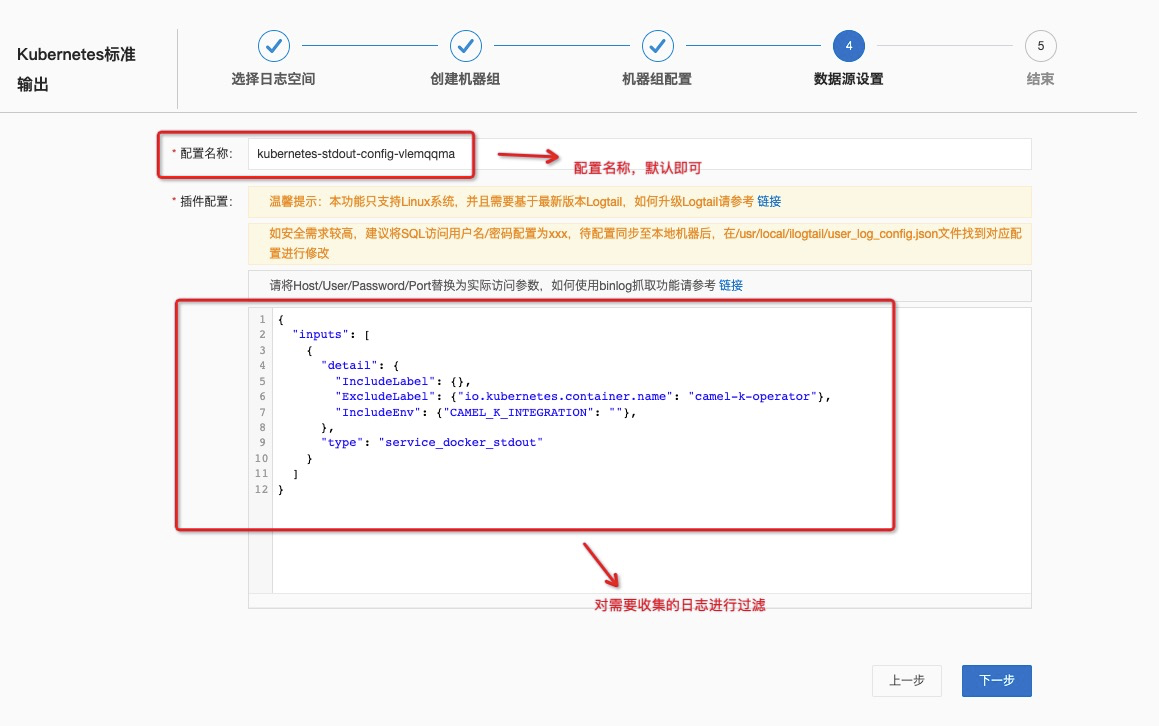 Kubernetes标准
输出
4
5
选择日志空间
创建机器组
机器组配置
数据源设置
结束
* 配置名称： kubernetes-stdout-config-vlemqqma
配置名称，默认即可
* 插件配置： 温馨提示：本功能只支持Linux系统，并且需要基于最新版本Logtail，如何升级Logtail请参考 链接
如安全需求较高，建议将SQL访问用户名/密码配置为xxx，待配置同步至本地机器后，在/usr/local/ilogtail/user_log_config.json文件找到对应配
置进行修改
请将Host/User/Password/Port替换为实际访问参数，如何使用binlog抓取功能请参考 链接
1 {
2 "inputs": [
3 {
4 "detail": {
5 "IncludeLabel": {},
6 "ExcludeLabel": {"io.kubernetes.container.name": "camel-k-operator"},
7 "IncludeEnv": {"CAMEL_K_INTEGRATION": ""},
8 },
9 "type": "service_docker_stdout"
10 }
11 ]
12 }
对需要收集的日志进行过滤
上一步
下一步